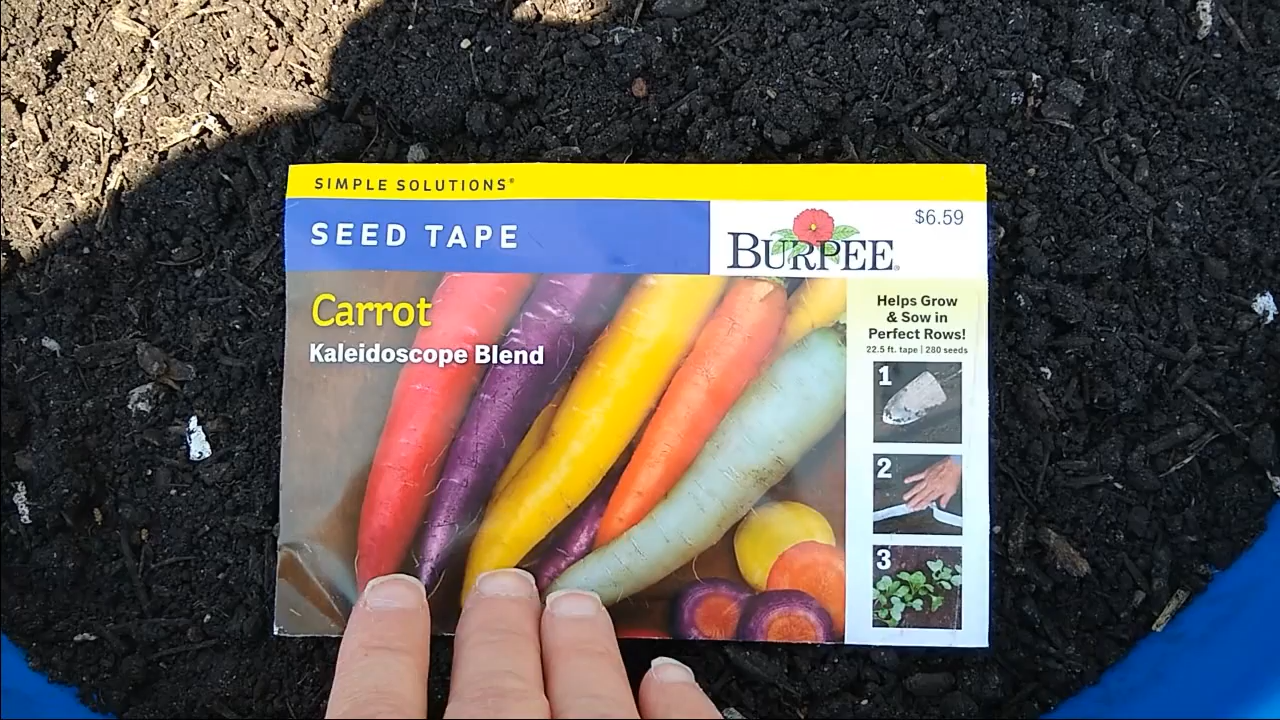 SIMPLE SOLUTIONS®
SEED TAPE
BURPEE®
$6.59
Carrot
Kaleidoscope Blend
Helps Grow
& Sow in
Perfect Rows!
22.5 ft. tape | 280 seeds
1
2
3